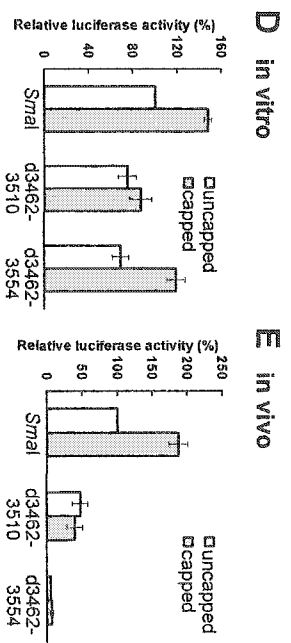 D in vitro
Relative luciferase activity (%)
160
120
80
40
0
□uncapped
□capped
SmaI
d3462-
3510
d3462-
3554
E in vivo
Relative luciferase activity (%)
250
200
150
100
50
0
□uncapped
□capped
SmaI
d3462-
3510
d3462-
3554